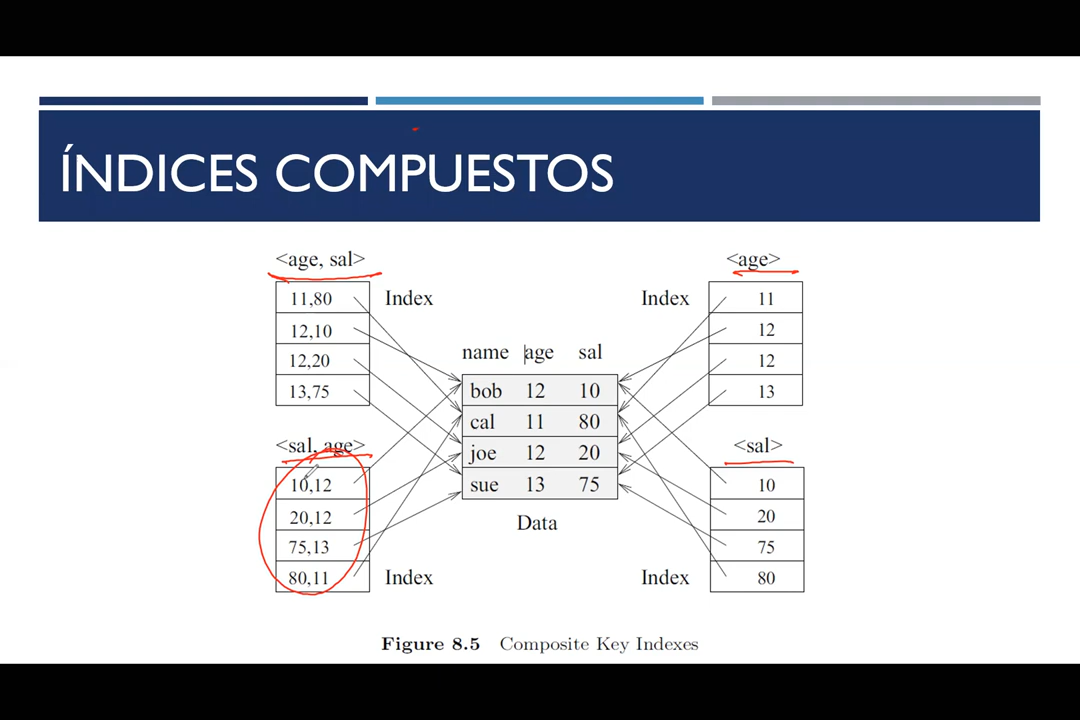 ÍNDICES COMPUESTOS
<age, sal>
11,80
12,10
12,20
13,75
Index
<sal, age>
10,12
20,12
75,13
80,11
Index
name age sal
bob 12 10
cal 11 80
joe 12 20
sue 13 75
Data
<age>
Index
11
12
12
13
<sal>
10
20
75
80
Index
Figure 8.5 Composite Key Indexes